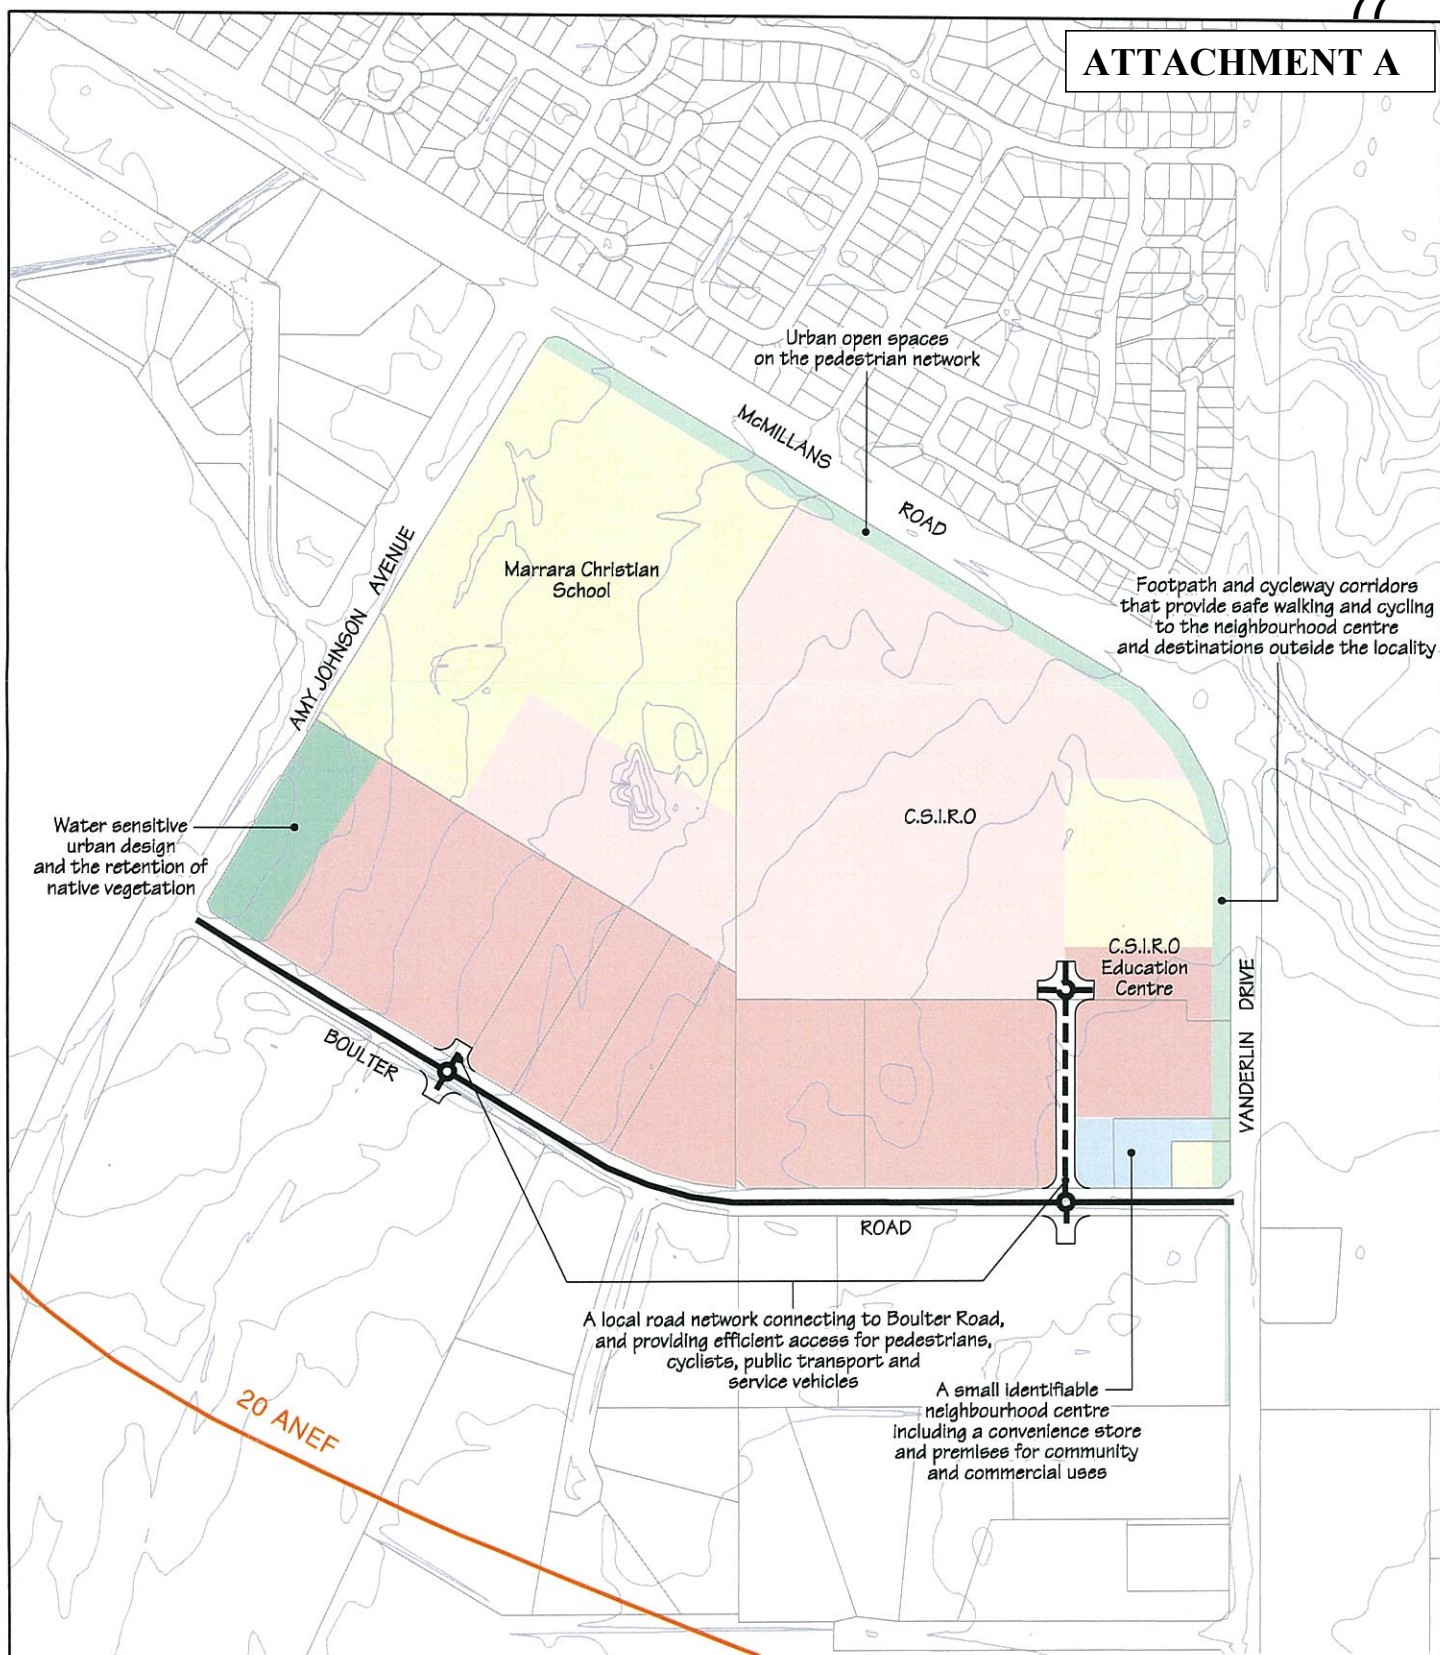 ATTACHMENT A
Urban open spaces
on the pedestrian network
McMILLANS
ROAD
Marrara Christian
School
AMY JOHNSON AVENUE
Footpath and cycleway corridors
that provide safe walking and cycling
to the neighbourhood centre
and destinations outside the locality
Water sensitive
urban design
and the retention of
native vegetation
C.S.I.R.O
C.S.I.R.O
Education
Centre
VANDERLIN DRIVE
BOULTER
ROAD
A local road network connecting to Boulter Road,
and providing efficient access for pedestrians,
cyclists, public transport and
service vehicles
A small identifiable
neighbourhood centre
including a convenience store
and premises for community
and commercial uses
20 ANEF